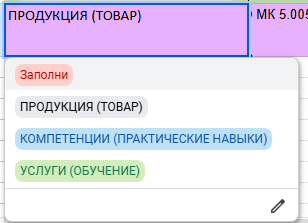 ПРОДУКЦИЯ (ТОВАР)
МК 5.005
Заполни
ПРОДУКЦИЯ (ТОВАР)
КОМПЕТЕНЦИИ (ПРАКТИЧЕСКИЕ НАВЫКИ)
УСЛУГИ (ОБУЧЕНИЕ)